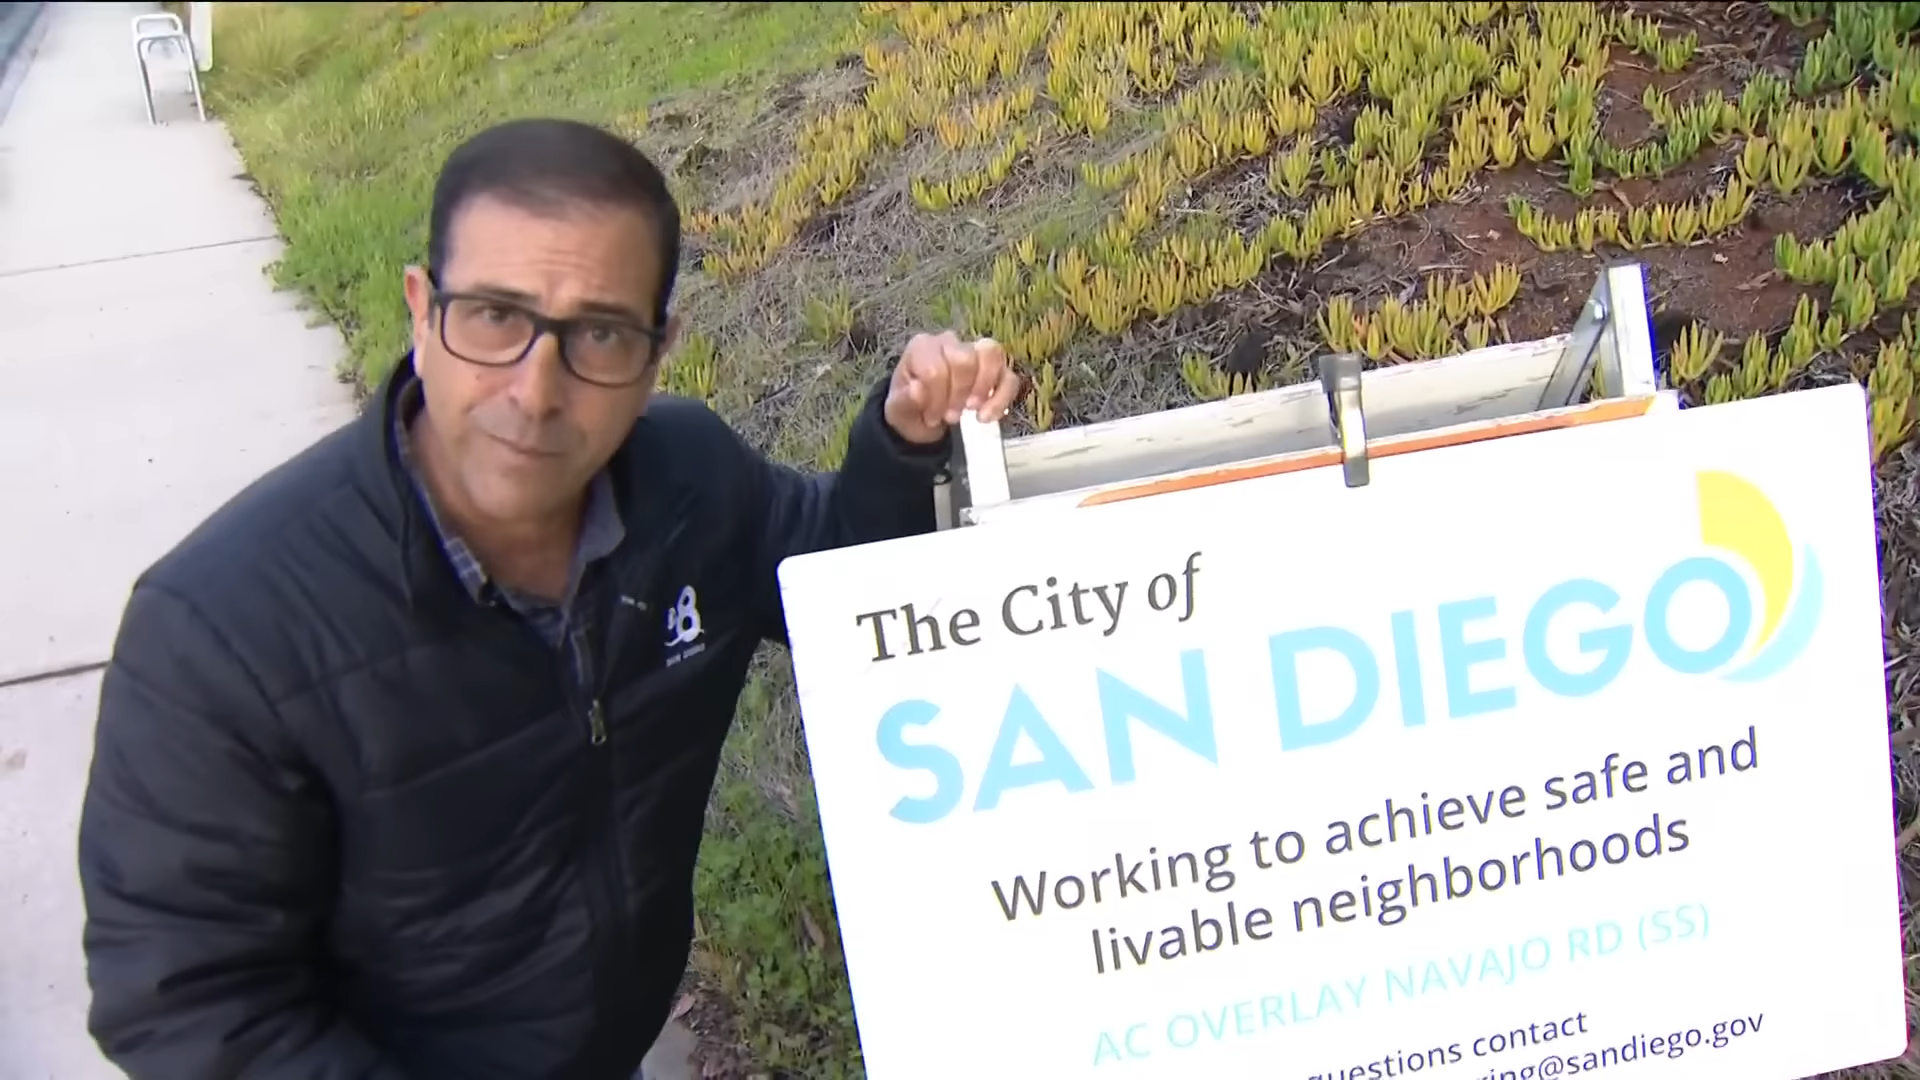 The City of
SAN DIEGO
Working to achieve safe and
livable neighborhoods
AC OVERLAY NAVAJO RD (SS)
questions contact
@sandiego.gov
8